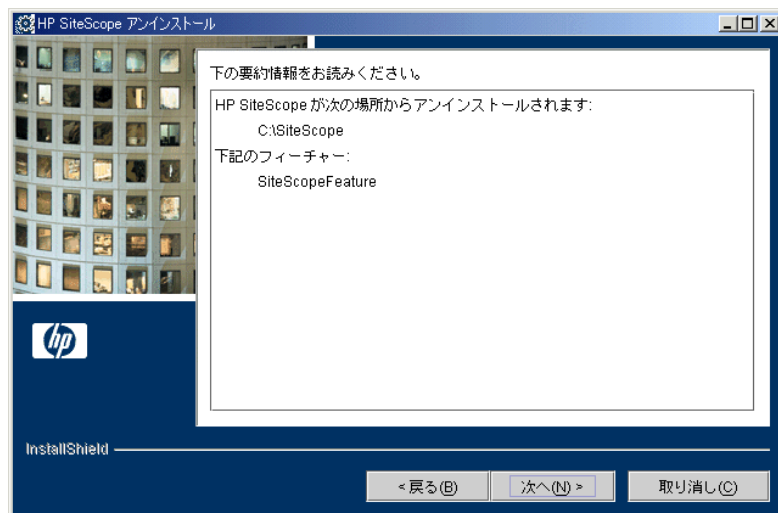 HP SiteScope アンインストール
下の要約情報をお読みください。
HP SiteScope が次の場所からアンインストールされます:
C:\SiteScope
下記のフィーチャー:
SiteScopeFeature
hp
InstallShield
< 戻る(B)
次へ(N) >
取り消し(C)